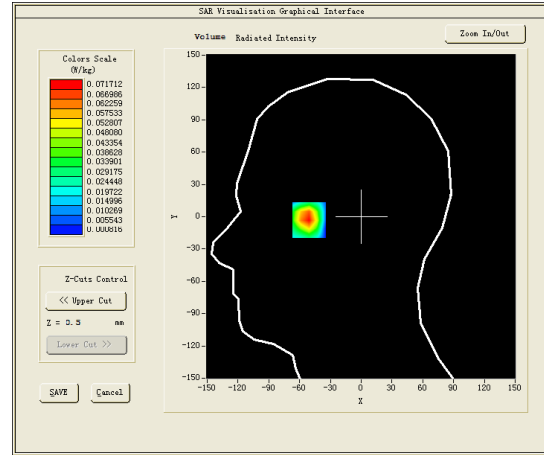 SAR Visualisation Graphical Interface
Volume Radiated Intensity
Zoom In/Out
Colors Scale
(W/kg)
0.071712
0.066986
0.062259
0.057533
0.052807
0.048080
0.043354
0.038628
0.033901
0.029175
0.024448
0.019722
0.014996
0.010269
0.005543
0.000816
Z-Cuts Control
<< Upper Cut
Z = 0.5 mm
Lower Cut >>
SAVE Cancel
150
120
90
60
30
0
-30
-60
-90
-120
-150
Y
-150 -120 -90 -60 -30 0 30 60 90 120 150
X